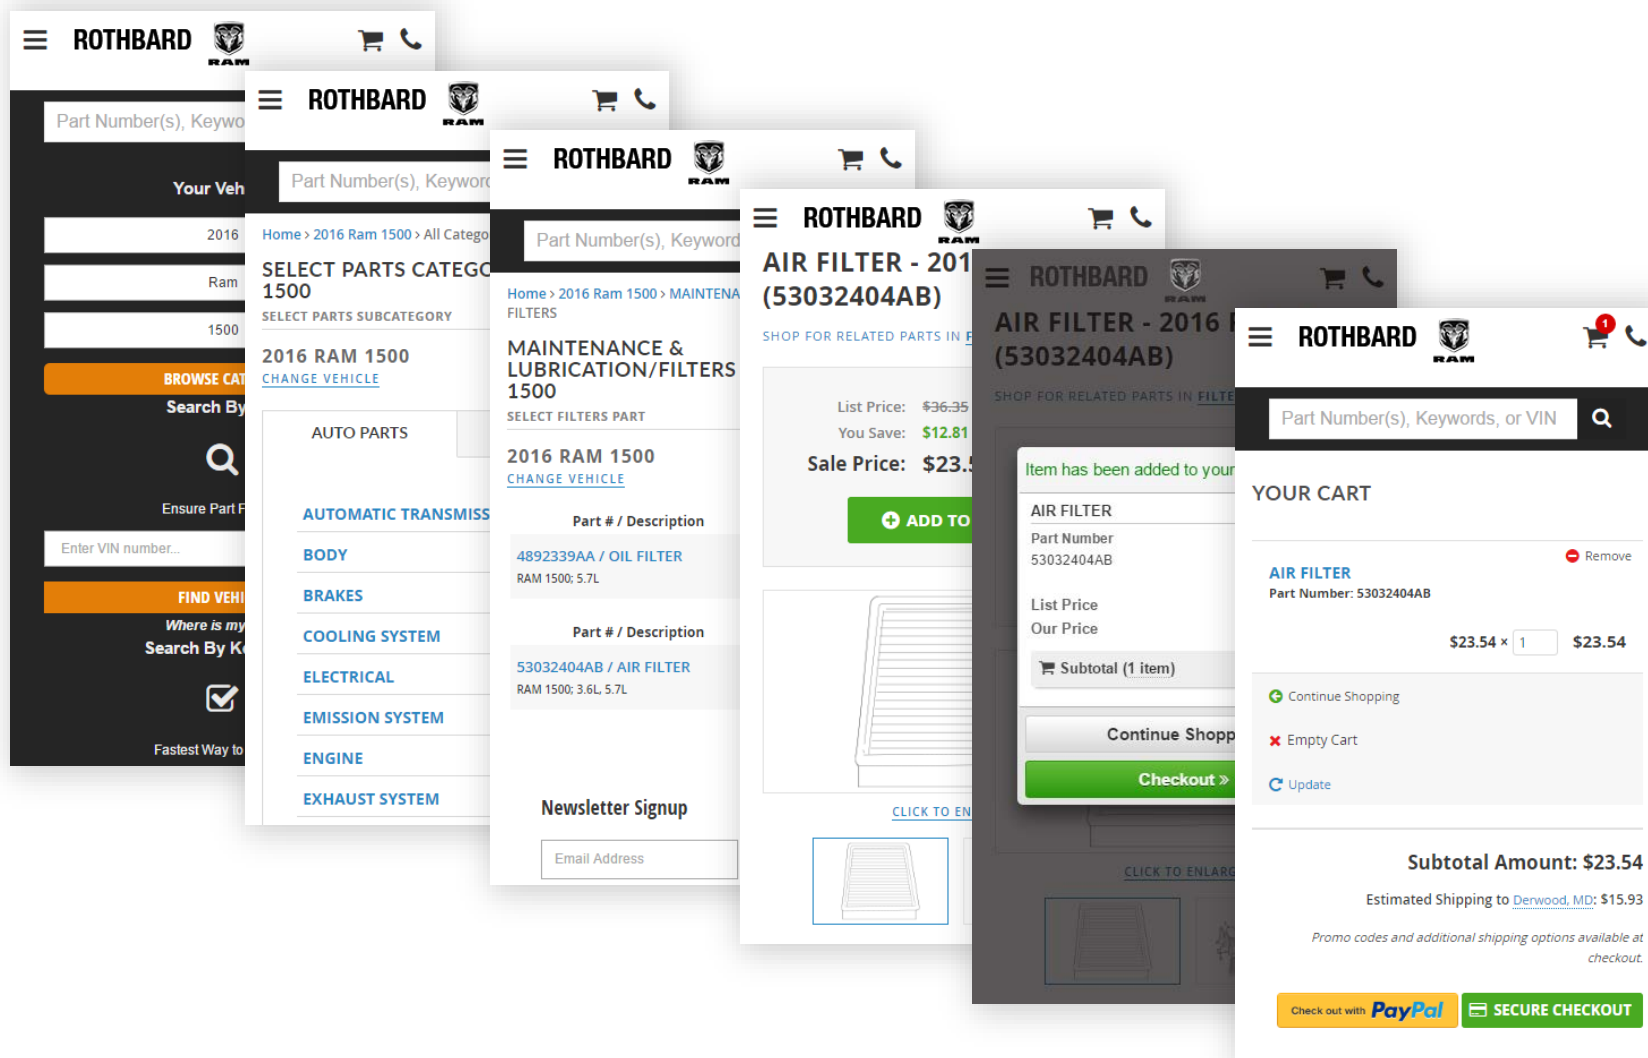 ROTHBARD
RAM
Part Number(s), Keywo
Your Veh
2016
Ram
1500
BROWSE CAT
Search By
Ensure Part F
Enter VIN number...
FIND VEHI
Where is my
Search By Ke
Fastest Way to
ROTHBARD
RAM
Part Number(s), Keyword
Home › 2016 Ram 1500 › All Catego
SELECT PARTS CATEGO
1500
SELECT PARTS SUBCATEGORY
2016 RAM 1500
CHANGE VEHICLE
AUTO PARTS
AUTOMATIC TRANSMISS
BODY
BRAKES
COOLING SYSTEM
ELECTRICAL
EMISSION SYSTEM
ENGINE
EXHAUST SYSTEM
ROTHBARD
RAM
Part Number(s), Keyword
Home › 2016 Ram 1500 › MAINTENA
FILTERS
MAINTENANCE &
LUBRICATION/FILTERS
1500
SELECT FILTERS PART
2016 RAM 1500
CHANGE VEHICLE
Part # / Description
4892339AA / OIL FILTER
RAM 1500; 5.7L
Part # / Description
53032404AB / AIR FILTER
RAM 1500; 3.6L, 5.7L
Newsletter Signup
Email Address
ROTHBARD
RAM
AIR FILTER - 201
(53032404AB)
SHOP FOR RELATED PARTS IN F
List Price: $36.35
You Save: $12.81
Sale Price: $23.5
ADD TO
CLICK TO EN
ROTHBARD
RAM
AIR FILTER - 2016 R
(53032404AB)
SHOP FOR RELATED PARTS IN FILTE
Item has been added to your
AIR FILTER
Part Number
53032404AB
List Price
Our Price
Subtotal (1 item)
Continue Shopp
Checkout »
CLICK TO ENLARG
ROTHBARD
RAM
1
Part Number(s), Keywords, or VIN
YOUR CART
Remove
AIR FILTER
Part Number: 53032404AB
$23.54 × 1 $23.54
Continue Shopping
Empty Cart
Update
Subtotal Amount: $23.54
Estimated Shipping to Derwood, MD: $15.93
Promo codes and additional shipping options available at
checkout.
Check out with PayPal
SECURE CHECKOUT